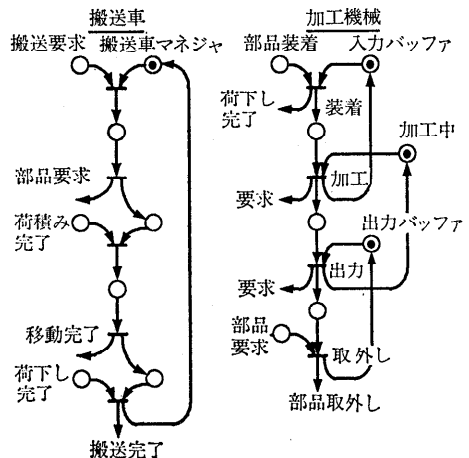 搬送車
搬送要求 搬送車マネジャ
部品要求
荷積み
完了
移動完了
荷下し
完了
搬送完了
加工機械
部品装着 入力バッファ
荷下し
完了
装着
加工中
加工
要求
出力バッファ
出力
要求
部品
要求
取外し
部品取外し